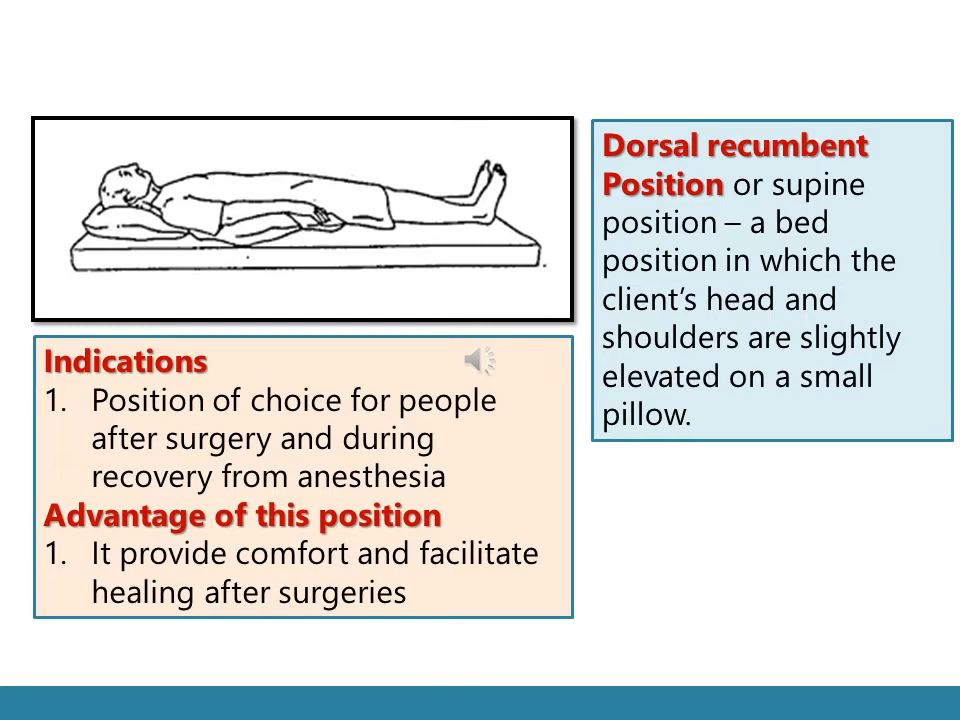 Dorsal recumbent
Position or supine
position – a bed
position in which the
client‘s head and
shoulders are slightly
elevated on a small
pillow.
Indications
1. Position of choice for people
after surgery and during
recovery from anesthesia
Advantage of this position
1. It provide comfort and facilitate
healing after surgeries